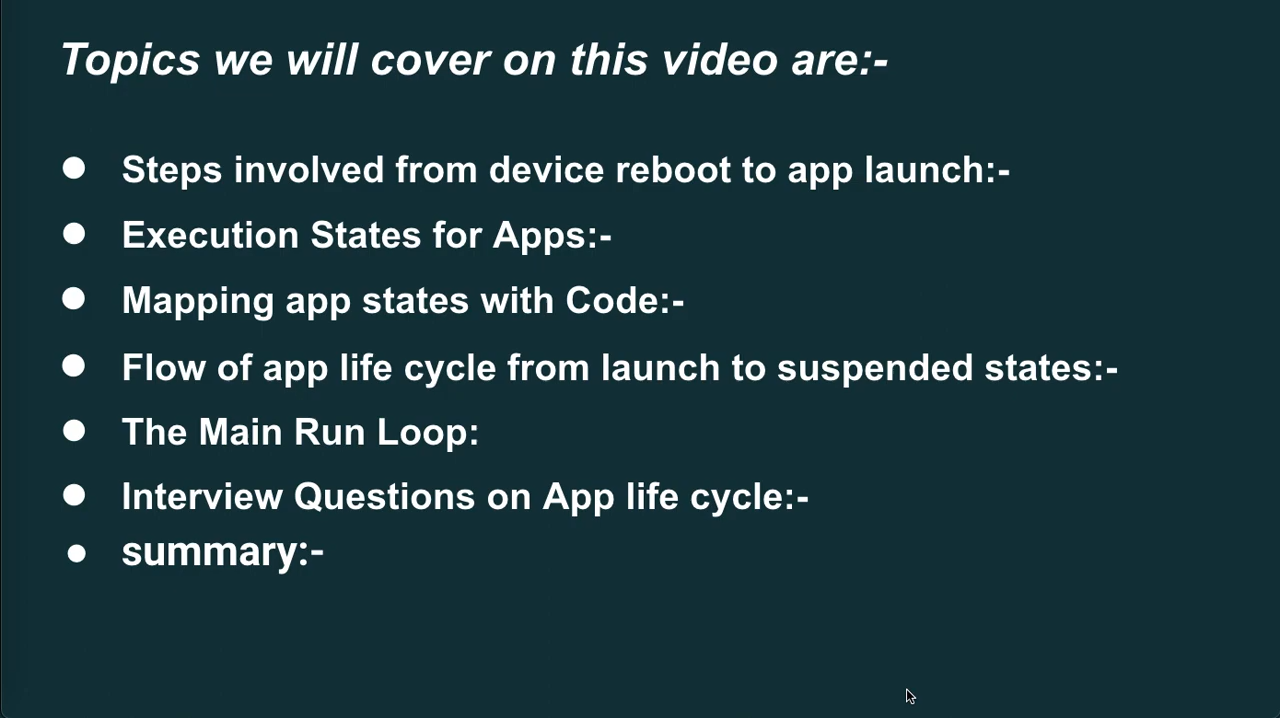 Topics we will cover on this video are:-
● Steps involved from device reboot to app launch:-
● Execution States for Apps:-
● Mapping app states with Code:-
● Flow of app life cycle from launch to suspended states:-
● The Main Run Loop:
● Interview Questions on App life cycle:-
● summary:-